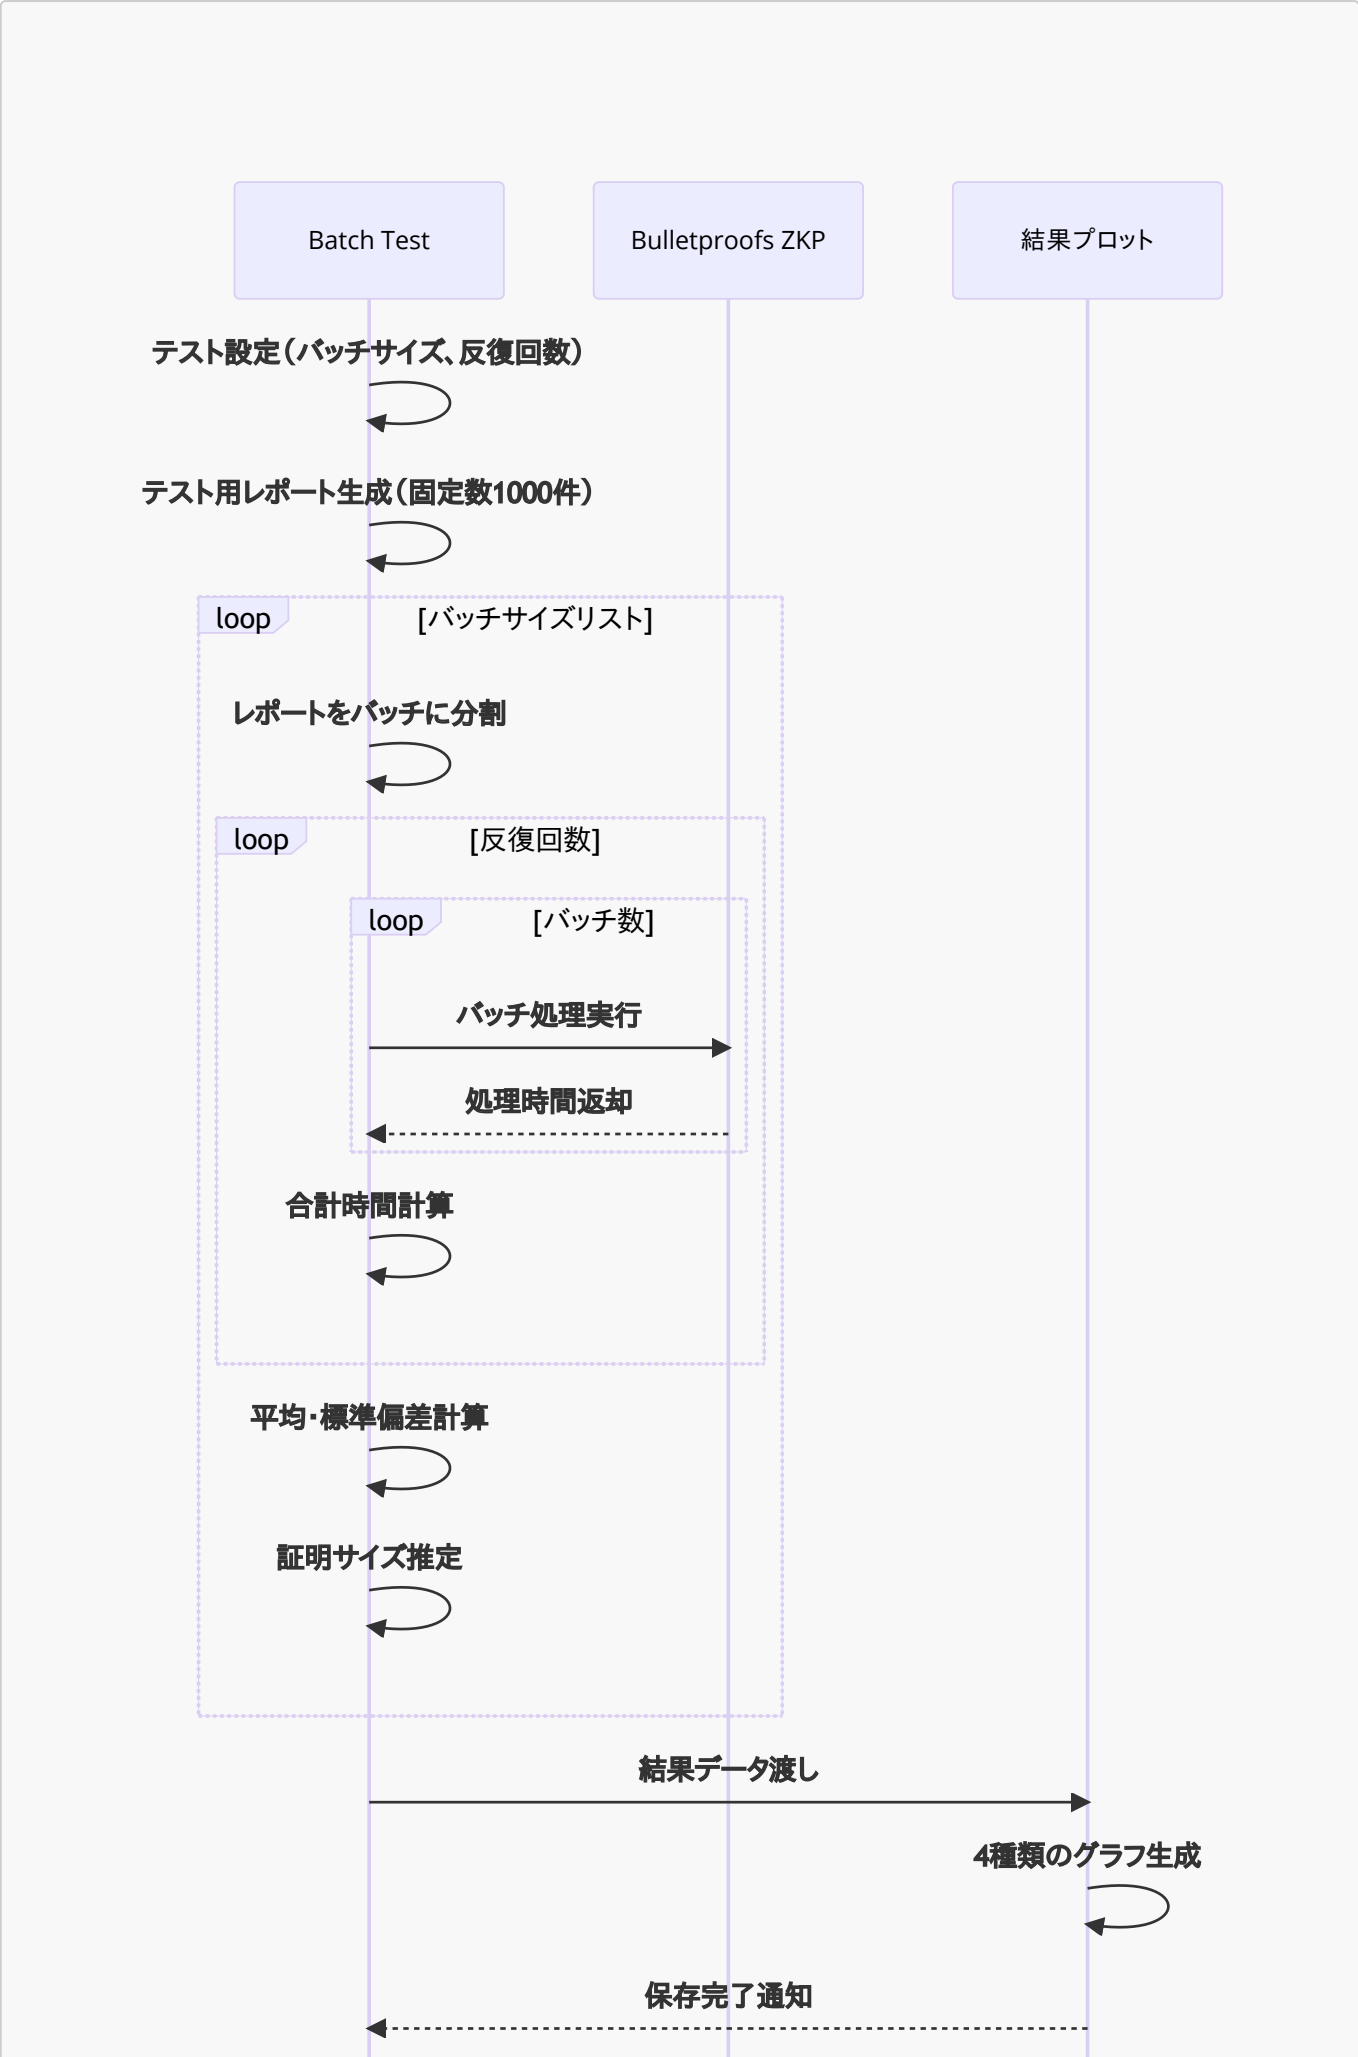 Batch Test
Bulletproofs ZKP
結果プロット
テスト設定（バッチサイズ、反復回数）
テスト用レポート生成（固定数1000件）
loop
[バッチサイズリスト]
レポートをバッチに分割
loop
[反復回数]
loop
[バッチ数]
バッチ処理実行
処理時間返却
合計時間計算
平均・標準偏差計算
証明サイズ推定
結果データ渡し
4種類のグラフ生成
保存完了通知